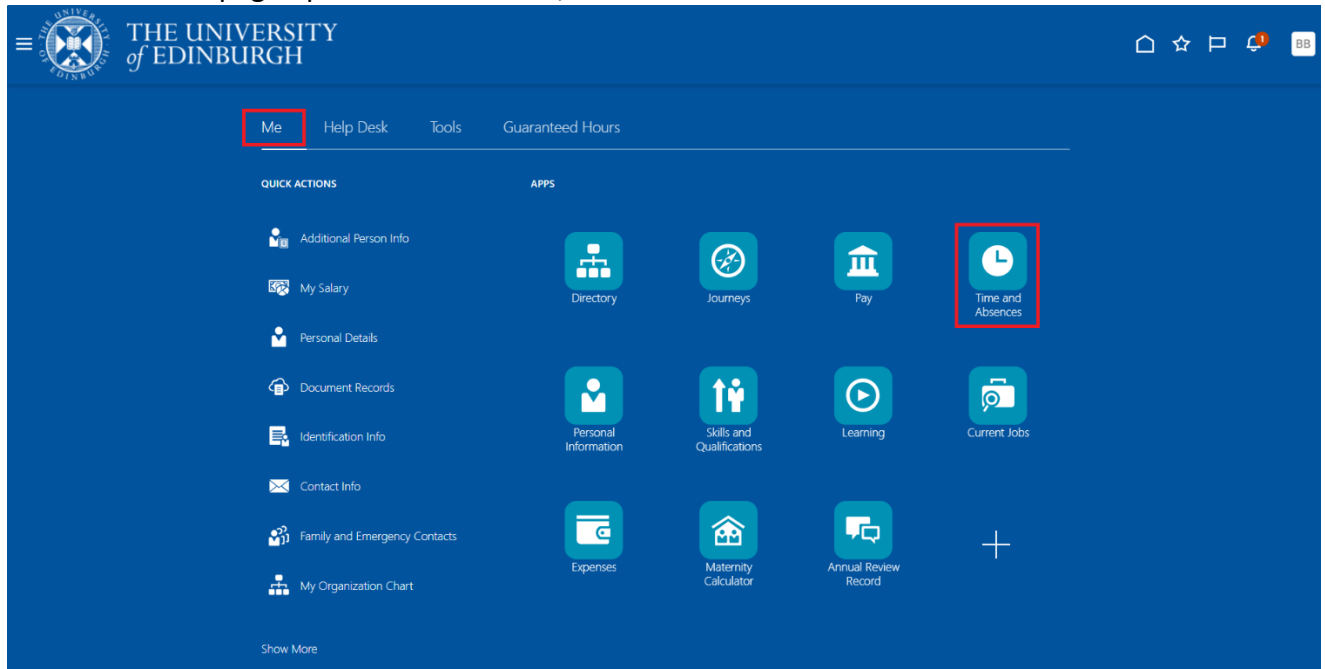 THE UNIVERSITY
of EDINBURGH
BB
Me Help Desk Tools Guaranteed Hours
QUICK ACTIONS
APPS
Additional Person Info
My Salary
Personal Details
Document Records
Identification Info
Contact Info
Family and Emergency Contacts
My Organization Chart
Show More
Directory
Journeys
Pay
Time and
Absences
Personal
Information
Skills and
Qualifications
Learning
Current Jobs
Expenses
Maternity
Calculator
Annual Review
Record